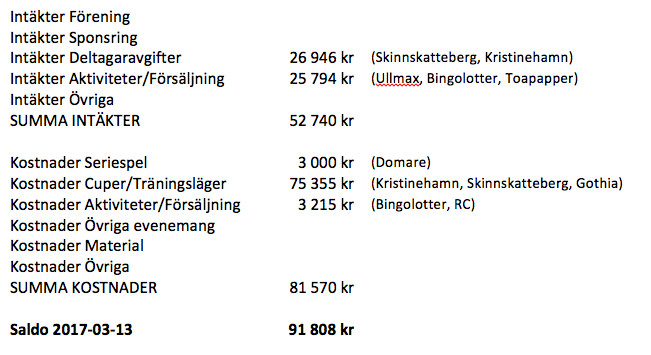 Intäkter Förening
Intäkter Sponsring
Intäkter Deltagaravgifter 26 946 kr (Skinnskatteberg, Kristinehamn)
Intäkter Aktiviteter/Försäljning 25 794 kr (Ullmax, Bingolotter, Toapapper)
Intäkter Övriga
SUMMA INTÄKTER 52 740 kr
Kostnader Seriespel 3 000 kr (Domare)
Kostnader Cuper/Träningsläger 75 355 kr (Kristinehamn, Skinnskatteberg, Gothia)
Kostnader Aktiviteter/Försäljning 3 215 kr (Bingolotter, RC)
Kostnader Övriga evenemang
Kostnader Material
Kostnader Övriga
SUMMA KOSTNADER 81 570 kr
Saldo 2017-03-13 91 808 kr